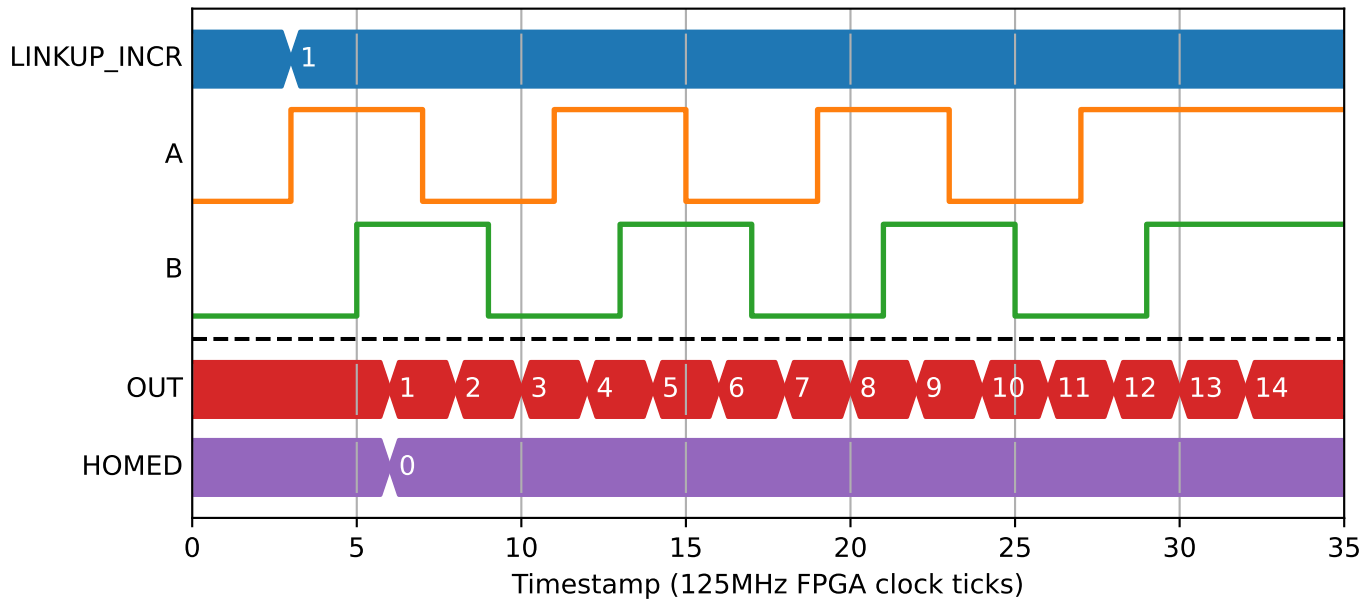 LINKUP_INCR 1
A
B
OUT 1 2 3 4 5 6 7 8 9 10 11 12 13 14
HOMED 0
0 5 10 15 20 25 30 35
Timestamp (125MHz FPGA clock ticks)